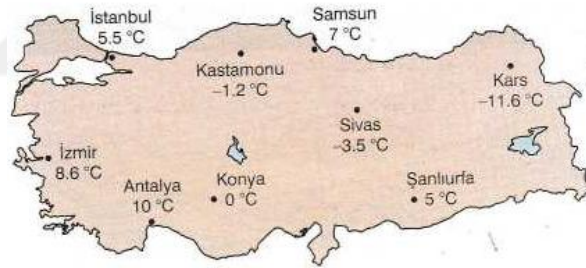 İstanbul
5.5 °C
Samsun
7 °C
Kastamonu
–1.2 °C
Kars
–11.6 °C
Sivas
–3.5 °C
İzmir
8.6 °C
Antalya
10 °C
Konya
0 °C
Şanlıurfa
5 °C